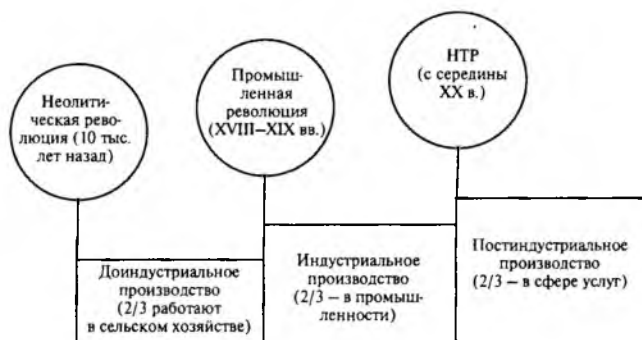 Неолити-
ческая рево-
люция (10 тыс.
лет назад)
Промыш-
ленная
революция
(XVIII–XIX вв.)
НТР
(с середины
XX в.)
Доиндустриальное
производство
(2/3 работают
в сельском хозяйстве)
Индустриальное
производство
(2/3 – в промыш-
ленности)
Постиндустриальное
производство
(2/3 – в сфере услуг)